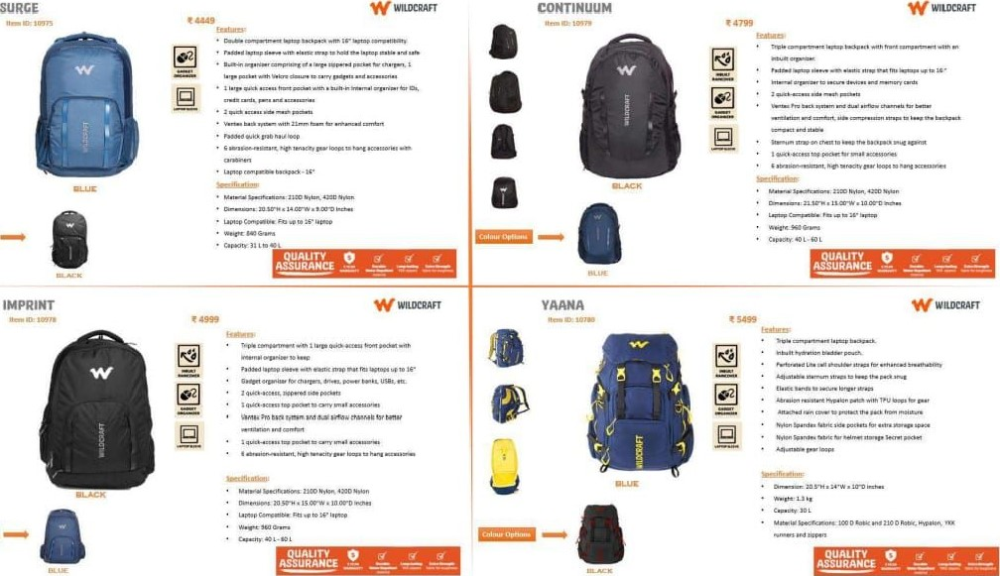 SURGE
WILDCRAFT
Item ID: 10975
₹ 4449
Features:
• Double compartment laptop backpack with 16" laptop compatibility
• Padded laptop sleeve with elastic strap to hold the laptop stable and safe
• Built-in organizer comprising of a large zippered pocket for chargers, 1
large pocket with Velcro closure to carry gadgets and accessories
• 1 large quick access front pocket with a built-in internal organizer for IDs,
credit cards, pens and accessories
• 2 quick access side mesh pockets
• Ventex back system with 21mm foam for enhanced comfort
• Padded quick grab haul loop
• 6 abrasion-resistant, high tenacity gear loops to hang accessories with
carabiners
• Laptop compatible backpack - 16"
GADGET
ORGANIZER
LAPTOP SLEEVE
WILDCRAFT
BLUE
Specification:
• Material Specifications: 210D Nylon, 420D Nylon
• Dimensions: 20.50"H x 14.00"W x 9.00"D Inches
• Laptop Compatible: Fits up to 16" laptop
• Weight: 840 Grams
• Capacity: 31 L to 40 L
BLACK
QUALITY
ASSURANCE
5 YEAR
WARRANTY
CONTINUUM
WILDCRAFT
Item ID: 10979
₹ 4799
Features:
• Triple compartment laptop backpack with front compartment with an
inbuilt organizer.
• Padded laptop sleeve with elastic strap that fits laptops up to 16"
• Internal organizer to secure devices and memory cards
• 2 quick-access side mesh pockets
• Ventex Pro back system and dual airflow channels for better
ventilation and comfort, side compression straps to keep the backpack
compact and stable
• Sternum strap on chest to keep the backpack snug against
• 1 quick-access top pocket for small accessories
• 6 abrasion-resistant, high tenacity gear loops to hang accessories
INBUILT
RAINCOVER
GADGET
ORGANIZER
LAPTOP SLEEVE
WILDCRAFT
BLACK
Specification:
• Material Specifications: 210D Nylon, 420D Nylon
• Dimensions: 21.50"H x 15.00"W x 10.00"D Inches
• Laptop Compatible: Fits up to 16" laptop
• Weight: 960 Grams
• Capacity: 40 L - 60 L
Colour Options
BLUE
QUALITY
ASSURANCE
5 YEAR
WARRANTY
IMPRINT
WILDCRAFT
Item ID: 10978
₹ 4999
Features:
• Triple compartment with 1 large quick-access front pocket with
internal organizer to keep
• Padded laptop sleeve with elastic strap that fits laptops up to 16"
• Gadget organizer for chargers, drives, power banks, USBs, etc.
• 2 quick-access, zippered side pockets
• 1 quick-access top pocket to carry small accessories
• Ventex Pro back system and dual airflow channels for better
ventilation and comfort
• 1 quick-access top pocket to carry small accessories
• 6 abrasion-resistant, high tenacity gear loops to hang accessories
INBUILT
RAINCOVER
GADGET
ORGANIZER
LAPTOP SLEEVE
WILDCRAFT
BLACK
Specification:
• Material Specifications: 210D Nylon, 420D Nylon
• Dimensions: 20.50"H x 15.00"W x 10.00"D Inches
• Laptop Compatible: Fits up to 16" laptop
• Weight: 960 Grams
• Capacity: 40 L - 60 L
BLUE
QUALITY
ASSURANCE
5 YEAR
WARRANTY
YAANA
WILDCRAFT
Item ID: 10780
₹ 5499
Features:
• Triple compartment laptop backpack.
• Inbuilt hydration bladder pouch.
• Perforated Lite cell shoulder straps for enhanced breathability
• Adjustable sternum straps to keep the pack snug
• Elastic bands to secure longer straps
• Abrasion resistant Hypalon patch with TPU loops for gear
• Attached rain cover to protect the pack from moisture
• Nylon Spandex fabric side pockets for extra storage space
• Nylon Spandex fabric for helmet storage Secret pocket
• Adjustable gear loops
INBUILT
RAINCOVER
GADGET
ORGANIZER
LAPTOP SLEEVE
WILDCRAFT
BLUE
Specification:
• Dimension: 20.5"H x 14"W x 10"D inches
• Weight: 1.3 kg
• Capacity: 30 L
• Material Specifications: 100 D Robic and 210 D Robic, Hypalon, YKK
runners and zippers
Colour Options
BLACK
QUALITY
ASSURANCE
5 YEAR
WARRANTY